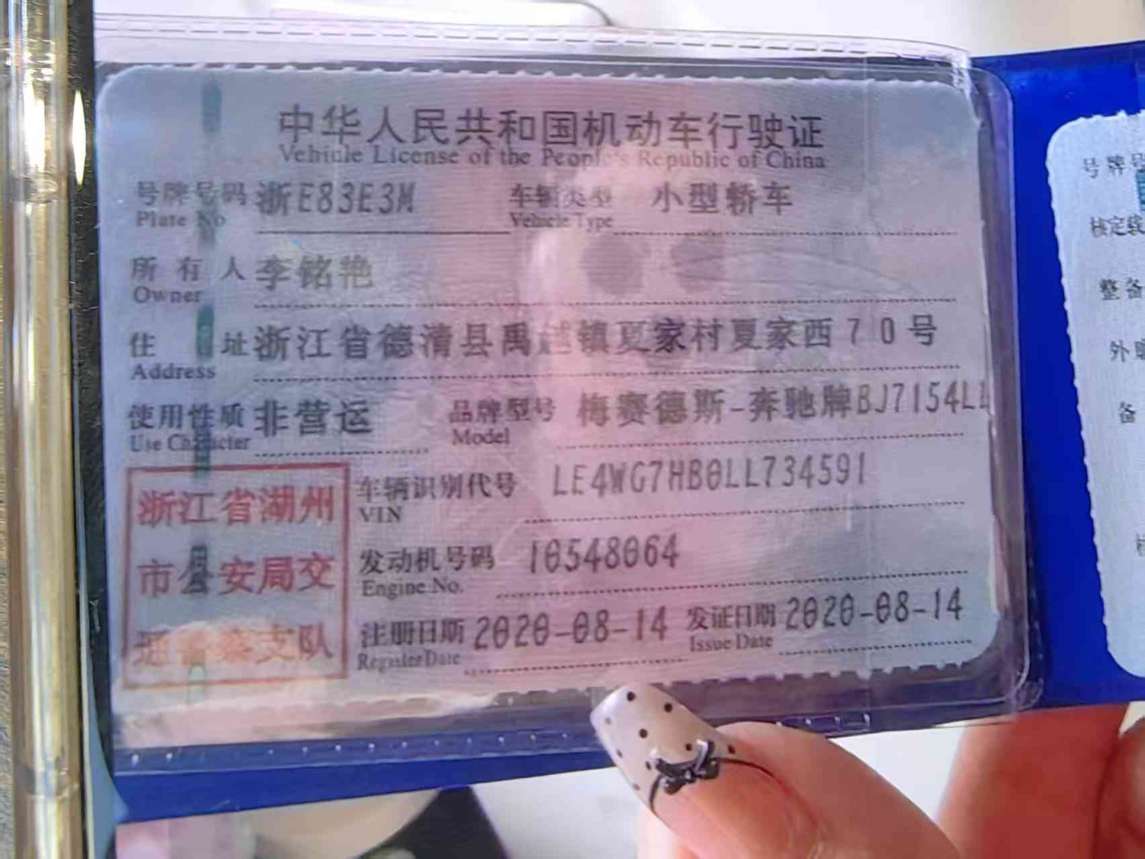 中华人民共和国机动车行驶证
Vehicle License of the People's Republic of China
号牌号码 浙E83E3M 车辆类型 小型轿车
Plate No Vehicle Type
所有人 李铭艳
Owner
住址 浙江省德清县禹越镇夏家村夏家西70号
Address
使用性质 非营运 品牌型号 梅赛德斯-奔驰牌BJ7154L
Use Character Model
浙江省湖州
市公安局交
通警察支队
车辆识别代号 LE4WG7HB0LL734591
VIN
发动机号码 10548064
Engine No.
注册日期 2020-08-14 发证日期 2020-08-14
Register Date Issue Date
号牌号
核定载
整备
外廓
备